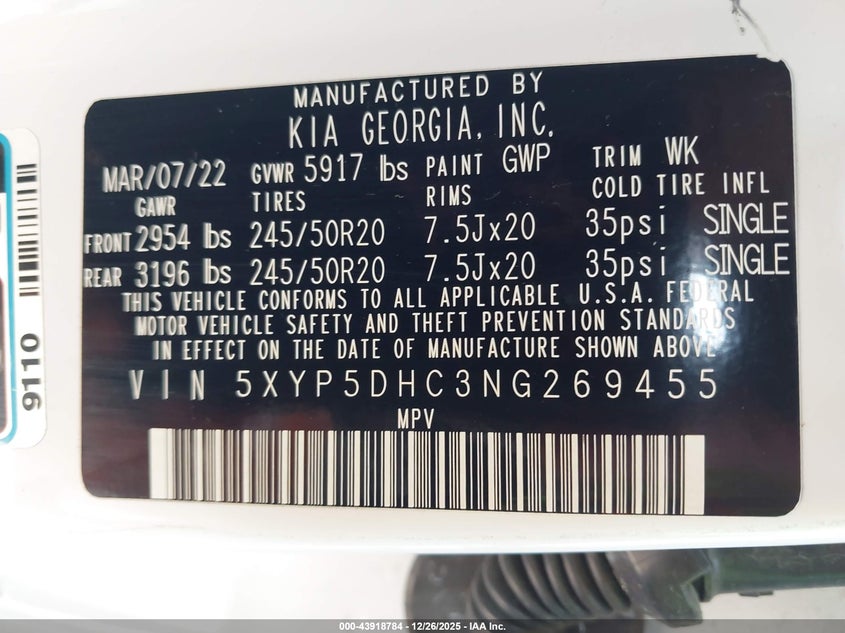 MANUFACTURED BY
KIA GEORGIA, INC.
MAR/07/22 GVWR 5917 lbs PAINT GWP TRIM WK
GAWR TIRES RIMS COLD TIRE INFL
FRONT 2954 lbs 245/50R20 7.5Jx20 35psi SINGLE
REAR 3196 lbs 245/50R20 7.5Jx20 35psi SINGLE
THIS VEHICLE CONFORMS TO ALL APPLICABLE U.S.A. FEDERAL
MOTOR VEHICLE SAFETY AND THEFT PREVENTION STANDARDS
IN EFFECT ON THE DATE OF MANUFACTURE SHOWN ABOVE
VIN 5XYP5DHC3NG269455
MPV
9110
000-43918784 - 12/26/2025 - IAA Inc.